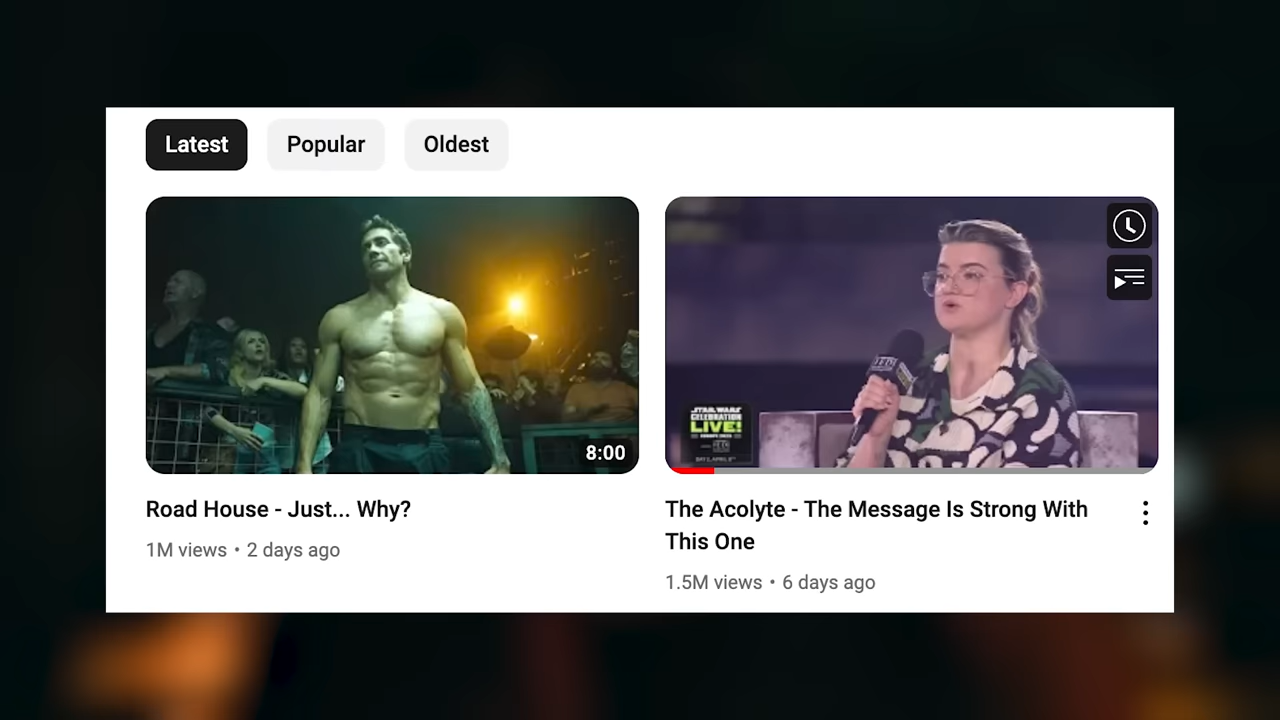 Latest
Popular
Oldest
8:00
STAR WARS
CELEBRATION
LIVE!
Road House - Just... Why?
1M views • 2 days ago
The Acolyte - The Message Is Strong With
This One
1.5M views • 6 days ago